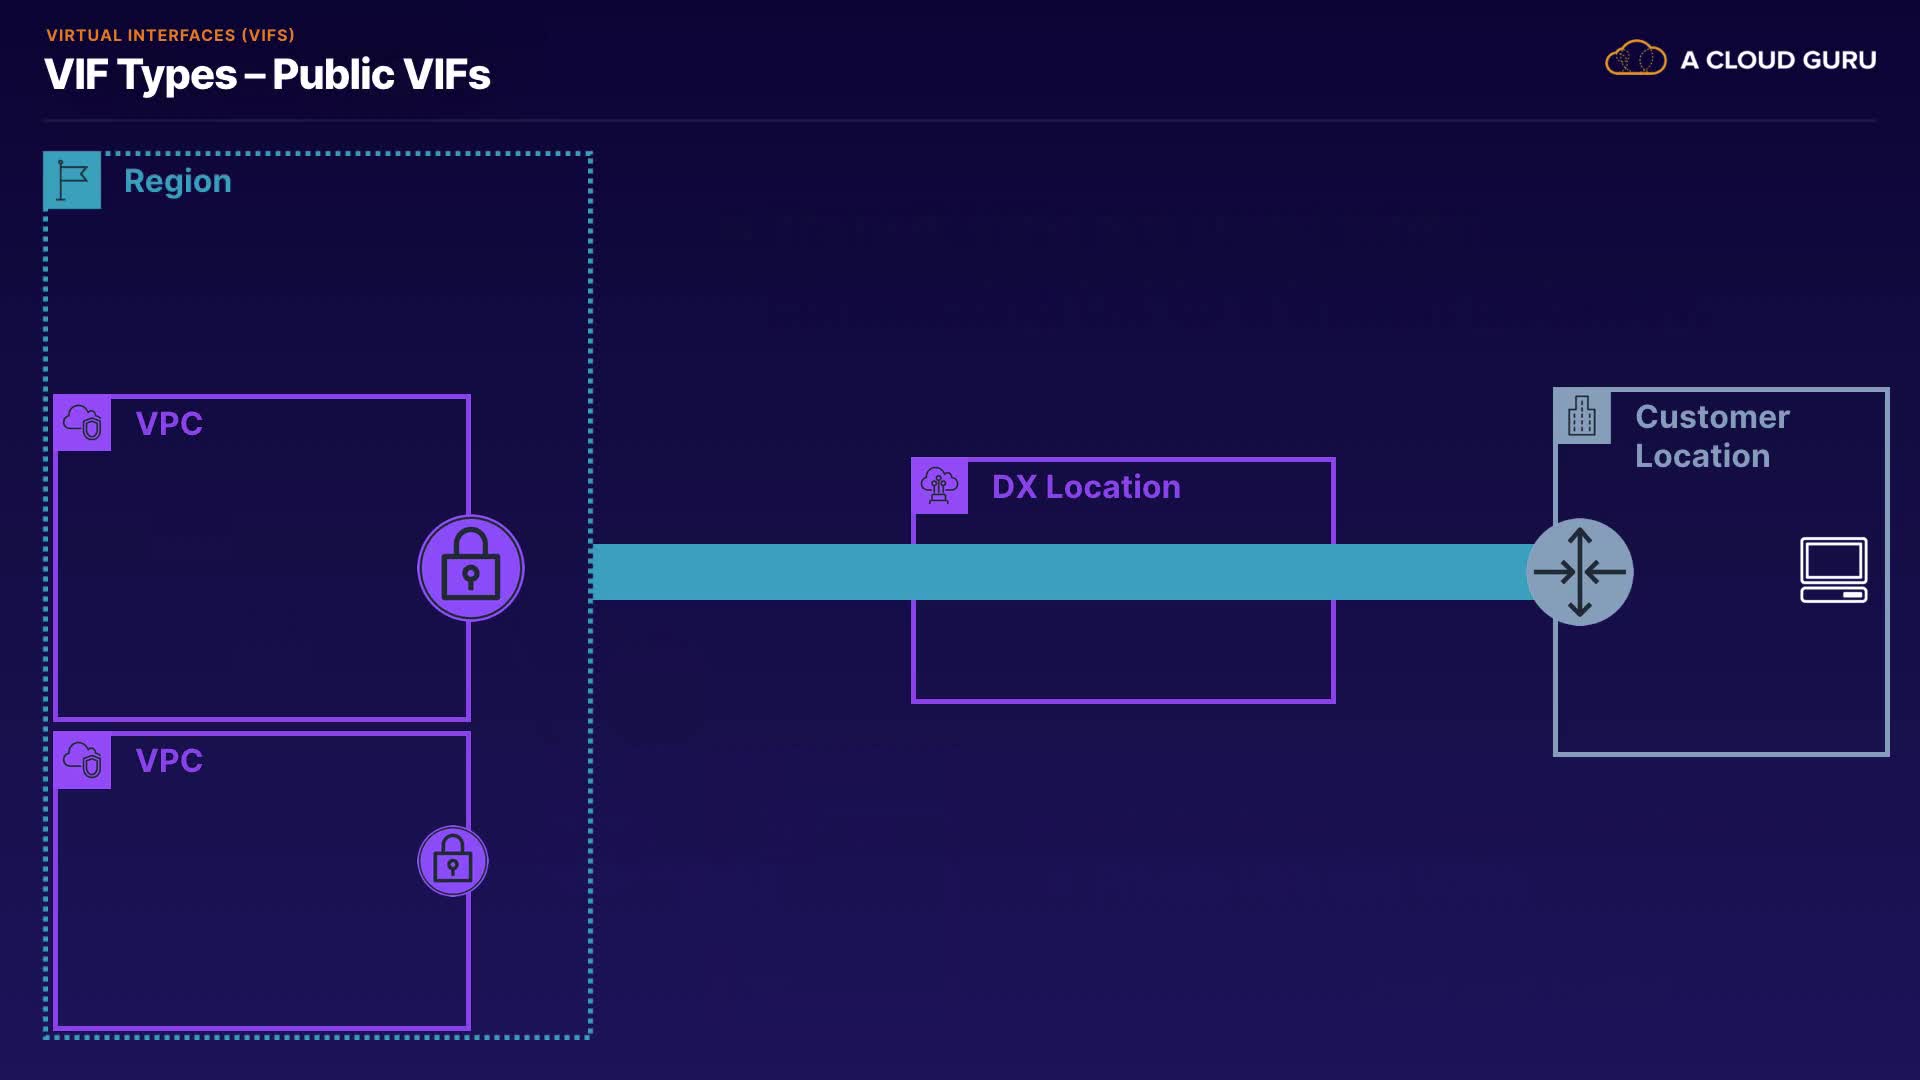 VIRTUAL INTERFACES (VIFS)
VIF Types – Public VIFs
A CLOUD GURU
Region
VPC
VPC
DX Location
Customer
Location